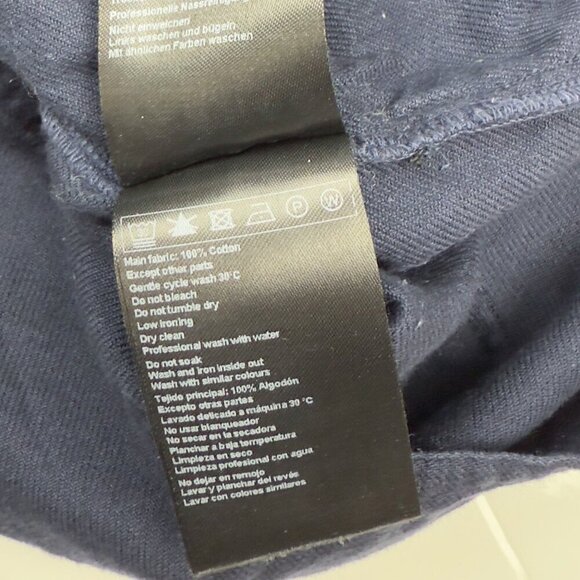 Professionelle Nassreinigung
Nicht einweichen
Links waschen und bügeln
Mit ähnlichen Farben waschen
P W
Main fabric: 100% Cotton
Except other parts
Gentle cycle wash 30°C
Do not bleach
Do not tumble dry
Low ironing
Dry clean
Professional wash with water
Do not soak
Wash and Iron inside out
Wash with similar colours
Tejido principal: 100% Algodón
Excepto otras partes
Lavado delicado a máquina 30 °C
No usar blanqueador
No secar en la secadora
Planchar a baja temperatura
Limpieza en seco
Limpieza profesional con agua
No dejar en remojo
Lavar y planchar del revés
Lavar con colores similares